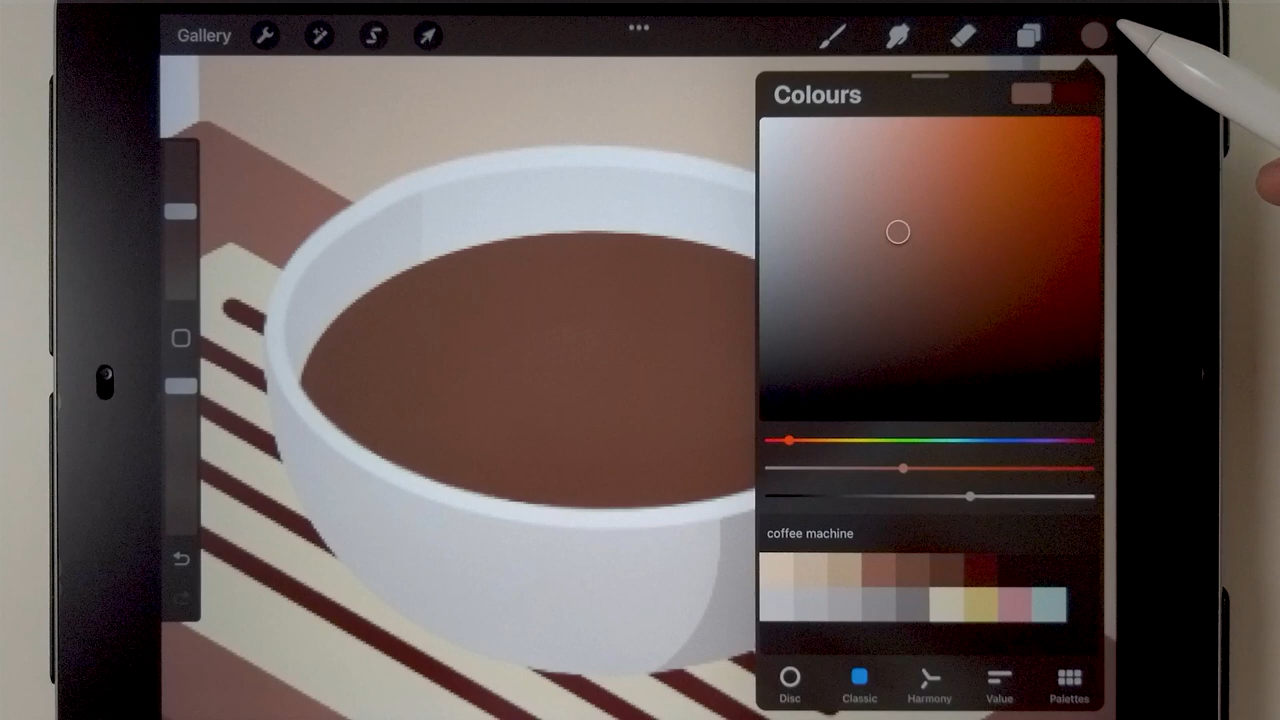 Gallery
Colours
coffee machine
Disc
Classic
Harmony
Value
Palettes